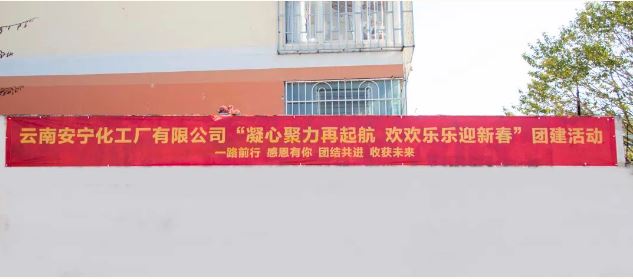 云南安宁化工厂有限公司“凝心聚力再起航 欢欢乐乐迎新春”团建活动
一路前行 感恩有你 团结共进 收获未来